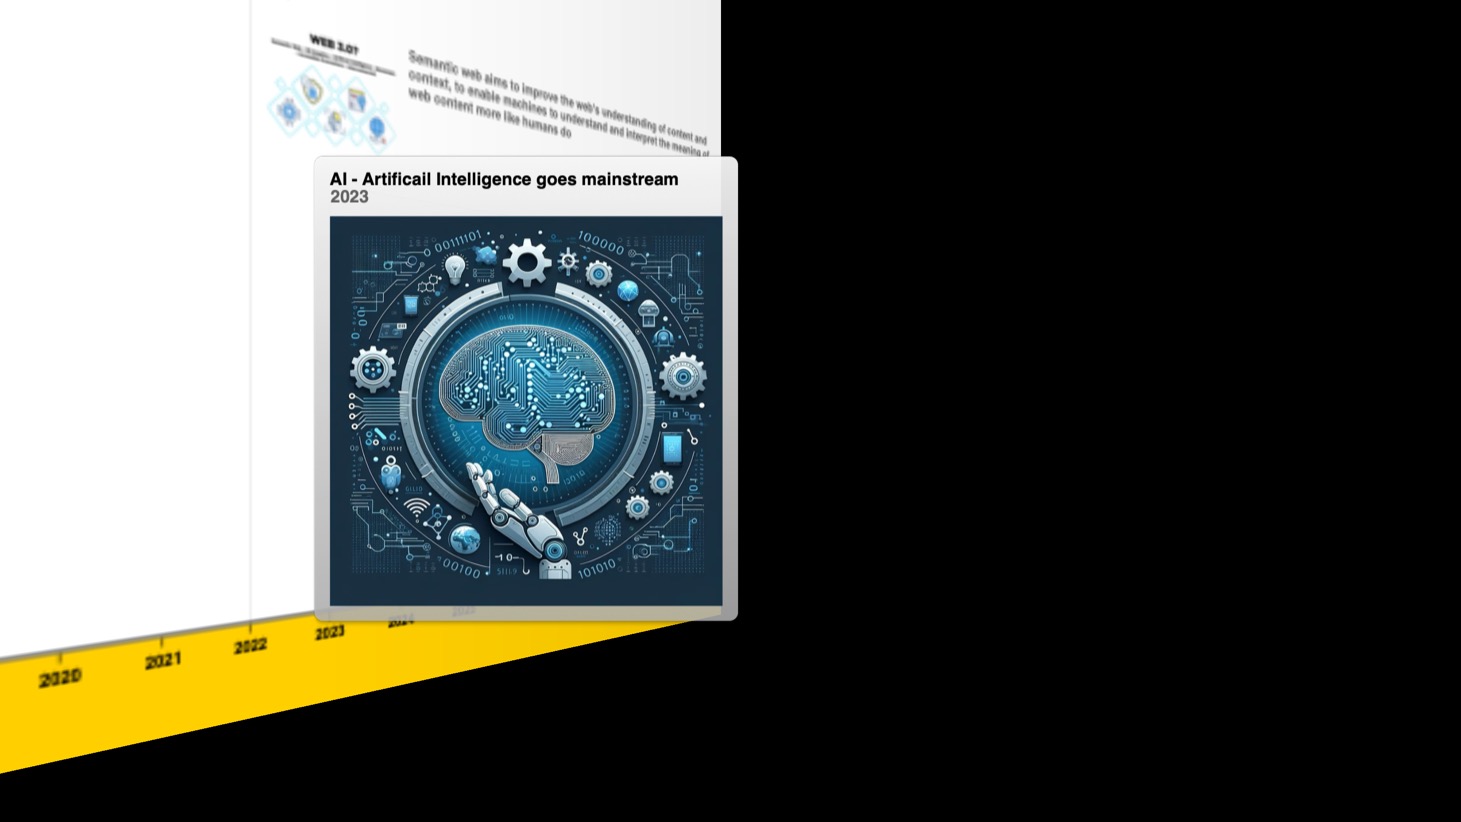 WEB 3.0?
Semantic web aims to improve the web's understanding of content and
context, to enable machines to understand and interpret the meaning of
web content more like humans do
AI - Artificail Intelligence goes mainstream
2023
00111101
100000
00100
-10-
101010
2020
2021
2022
2023
2024
2025